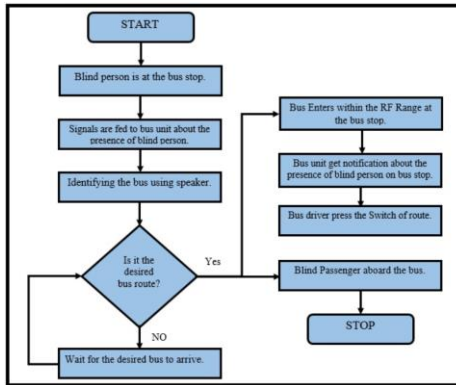 START
Blind person is at the bus stop.
Signals are fed to bus unit about the
presence of blind person.
Identifying the bus using speaker.
Is it the
desired
bus route?
Yes
NO
Wait for the desired bus to arrive.
Bus Enters within the RF Range at
the bus stop.
Bus unit get notification about the
presence of blind person on bus stop.
Bus driver press the Switch of route.
Blind Passenger aboard the bus.
STOP